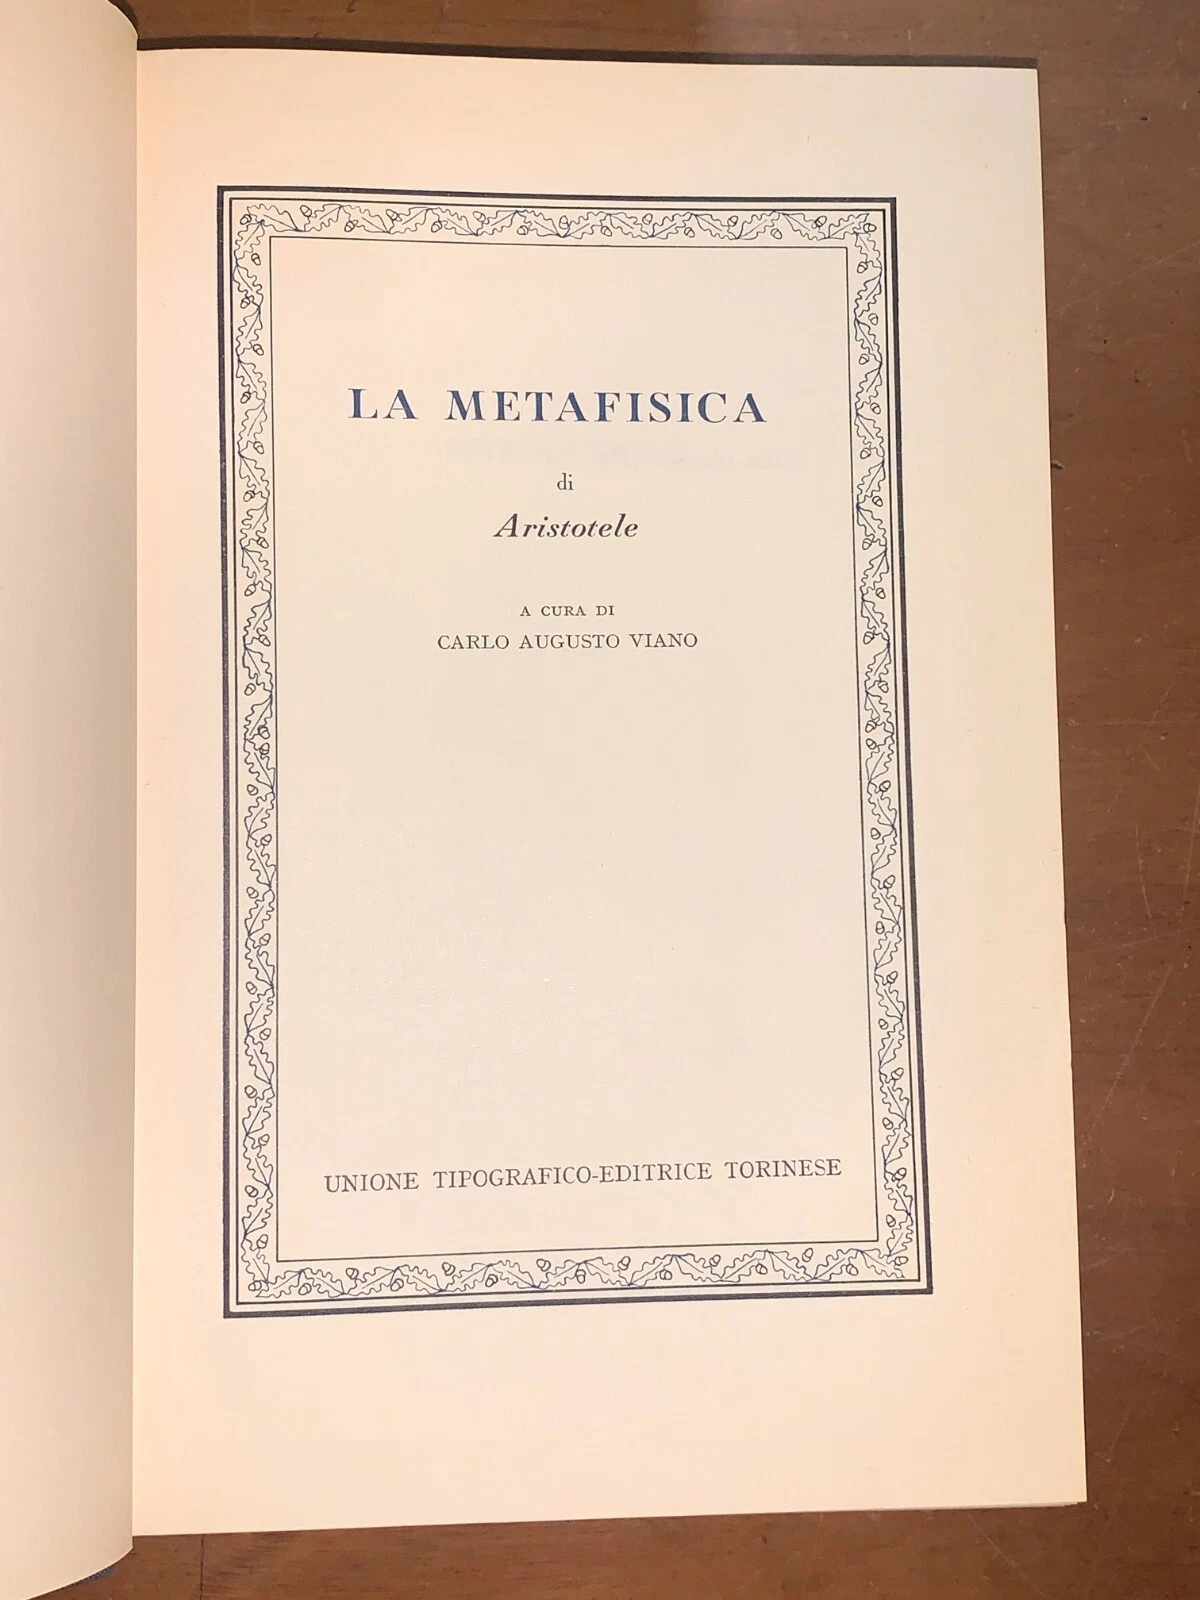 LA METAFISICA
di
Aristotele
A CURA DI
CARLO AUGUSTO VIANO
UNIONE TIPOGRAFICO-EDITRICE TORINESE